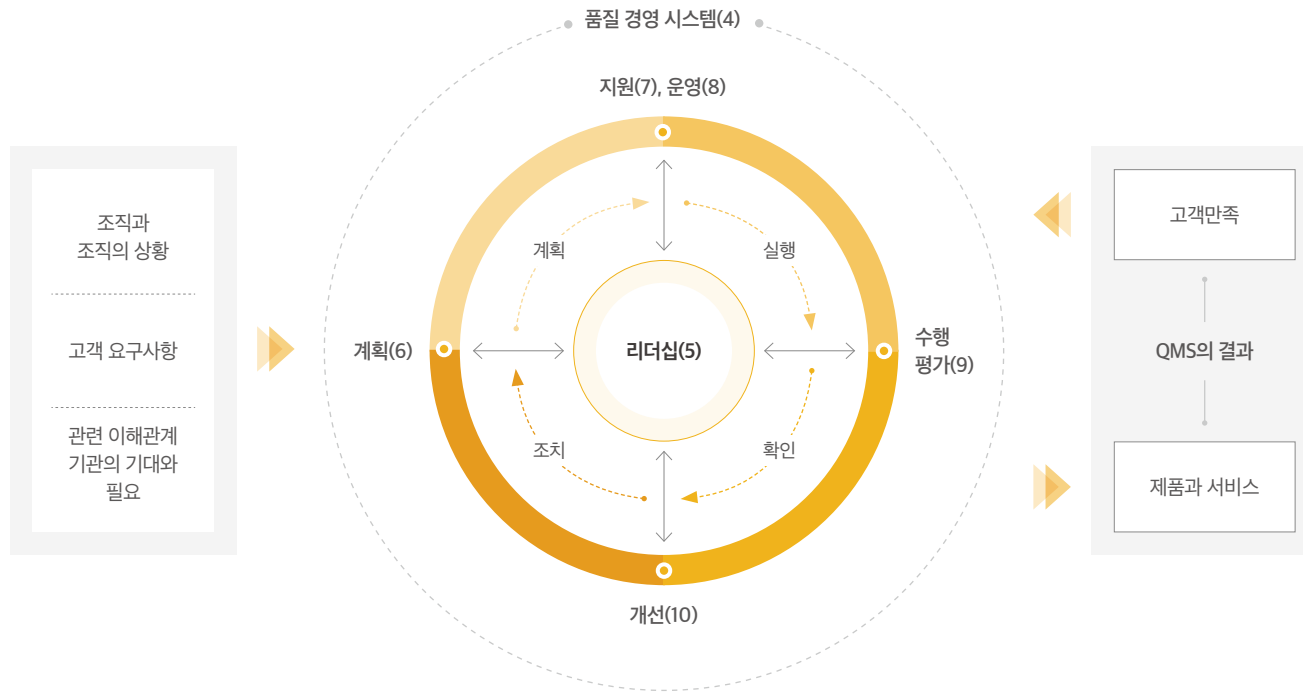 품질 경영 시스템(4)
지원(7), 운영(8)
조직과
조직의 상황
고객 요구사항
관련 이해관계
기관의 기대와
필요
계획
실행
계획(6)
리더십(5)
수행
평가(9)
조치
확인
개선(10)
고객만족
QMS의 결과
제품과 서비스